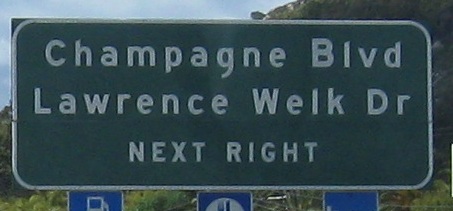 Champagne Blvd
Lawrence Welk Dr
NEXT RIGHT